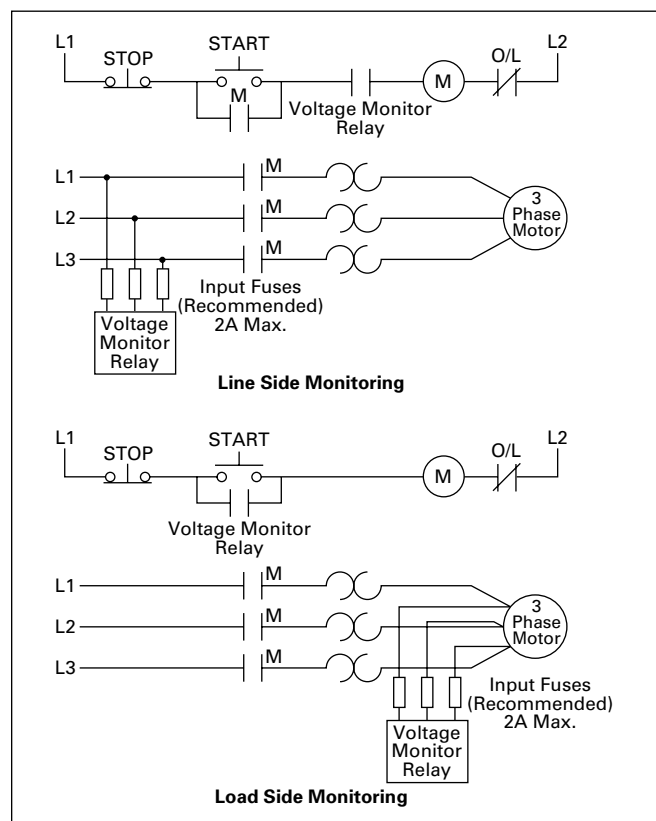 L1
STOP
START
O/L
L2
M
M
Voltage Monitor
Relay
L1
M
L2
M
L3
M
3
Phase
Motor
Input Fuses
(Recommended)
2A Max.
Voltage
Monitor
Relay
Line Side Monitoring
L1
STOP
START
O/L
L2
M
Voltage Monitor
Relay
L1
M
L2
M
L3
M
3
Phase
Motor
Input Fuses
(Recommended)
2A Max.
Voltage
Monitor
Relay
Load Side Monitoring